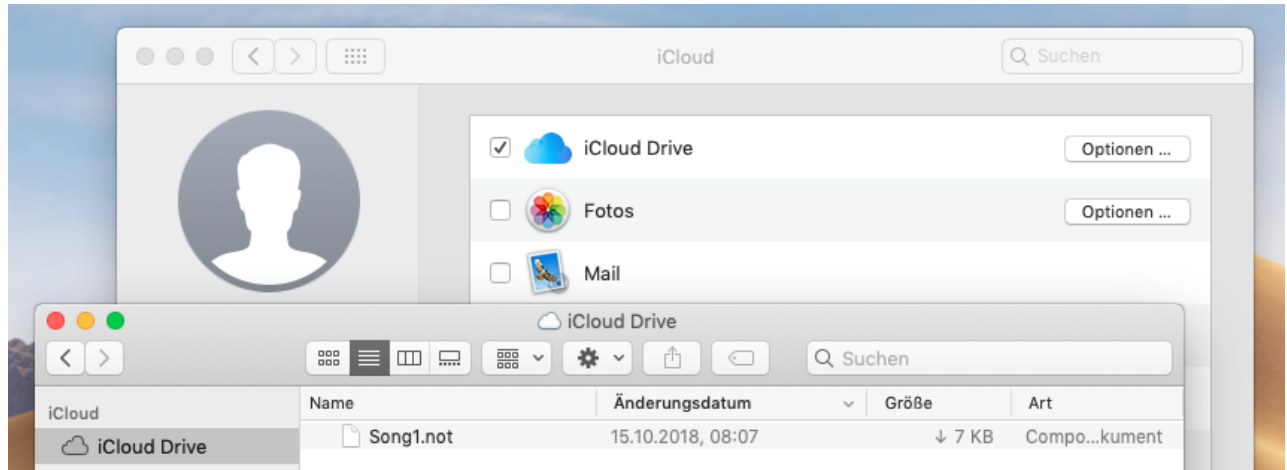 iCloud
Suchen
iCloud Drive
Optionen ...
Fotos
Optionen ...
Mail
iCloud Drive
Suchen
iCloud
Name Änderungsdatum Größe Art
iCloud Drive
Song1.not 15.10.2018, 08:07 ↓ 7 KB Compo...kument